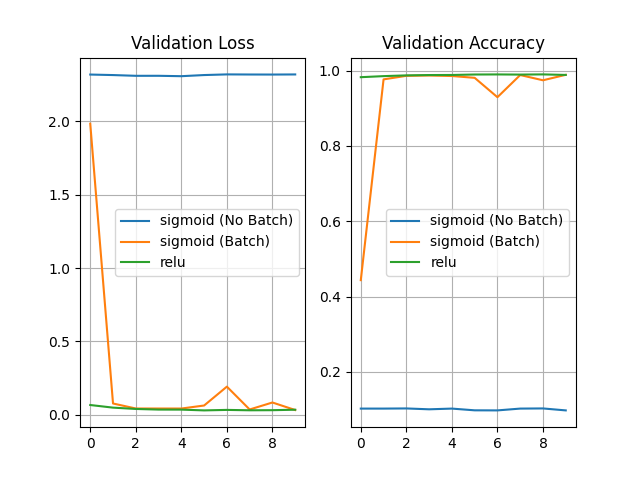 Validation Loss
2.0
1.5
1.0
0.5
0.0
sigmoid (No Batch)
sigmoid (Batch)
relu
0 2 4 6 8
Validation Accuracy
1.0
0.8
0.6
0.4
0.2
sigmoid (No Batch)
sigmoid (Batch)
relu
0 2 4 6 8